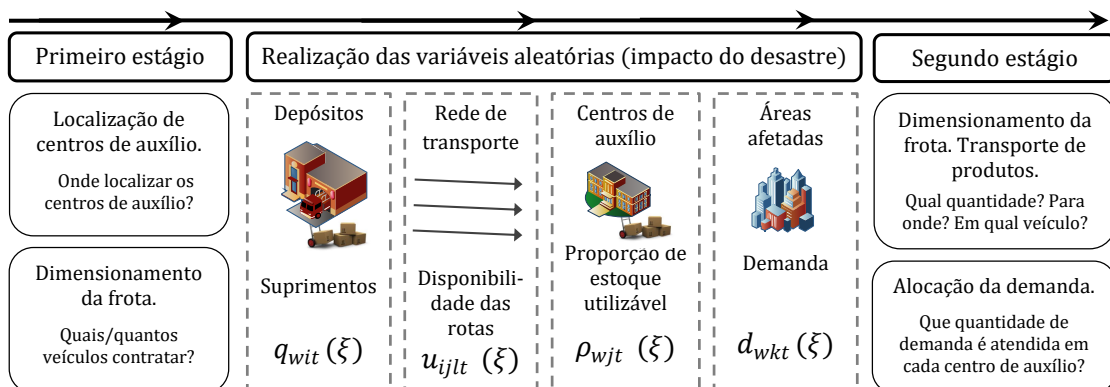 Primeiro estágio
Realização das variáveis aleatórias (impacto do desastre)
Segundo estágio
Localização de
centros de auxílio.
Onde localizar os
centros de auxílio?
Dimensionamento
da frota.
Quais/quantos
veículos contratar?
Depósitos
Suprimentos
q_{wit} (ξ)
Rede de
transporte
Disponibili-
dade das
rotas
u_{ijlt} (ξ)
Centros de
auxílio
Proporção de
estoque
utilizável
ρ_{wjt} (ξ)
Áreas
afetadas
Demanda
d_{wkt} (ξ)
Dimensionamento da
frota. Transporte de
produtos.
Qual quantidade? Para
onde? Em qual veículo?
Alocação da demanda.
Que quantidade de
demanda é atendida em
cada centro de auxílio?